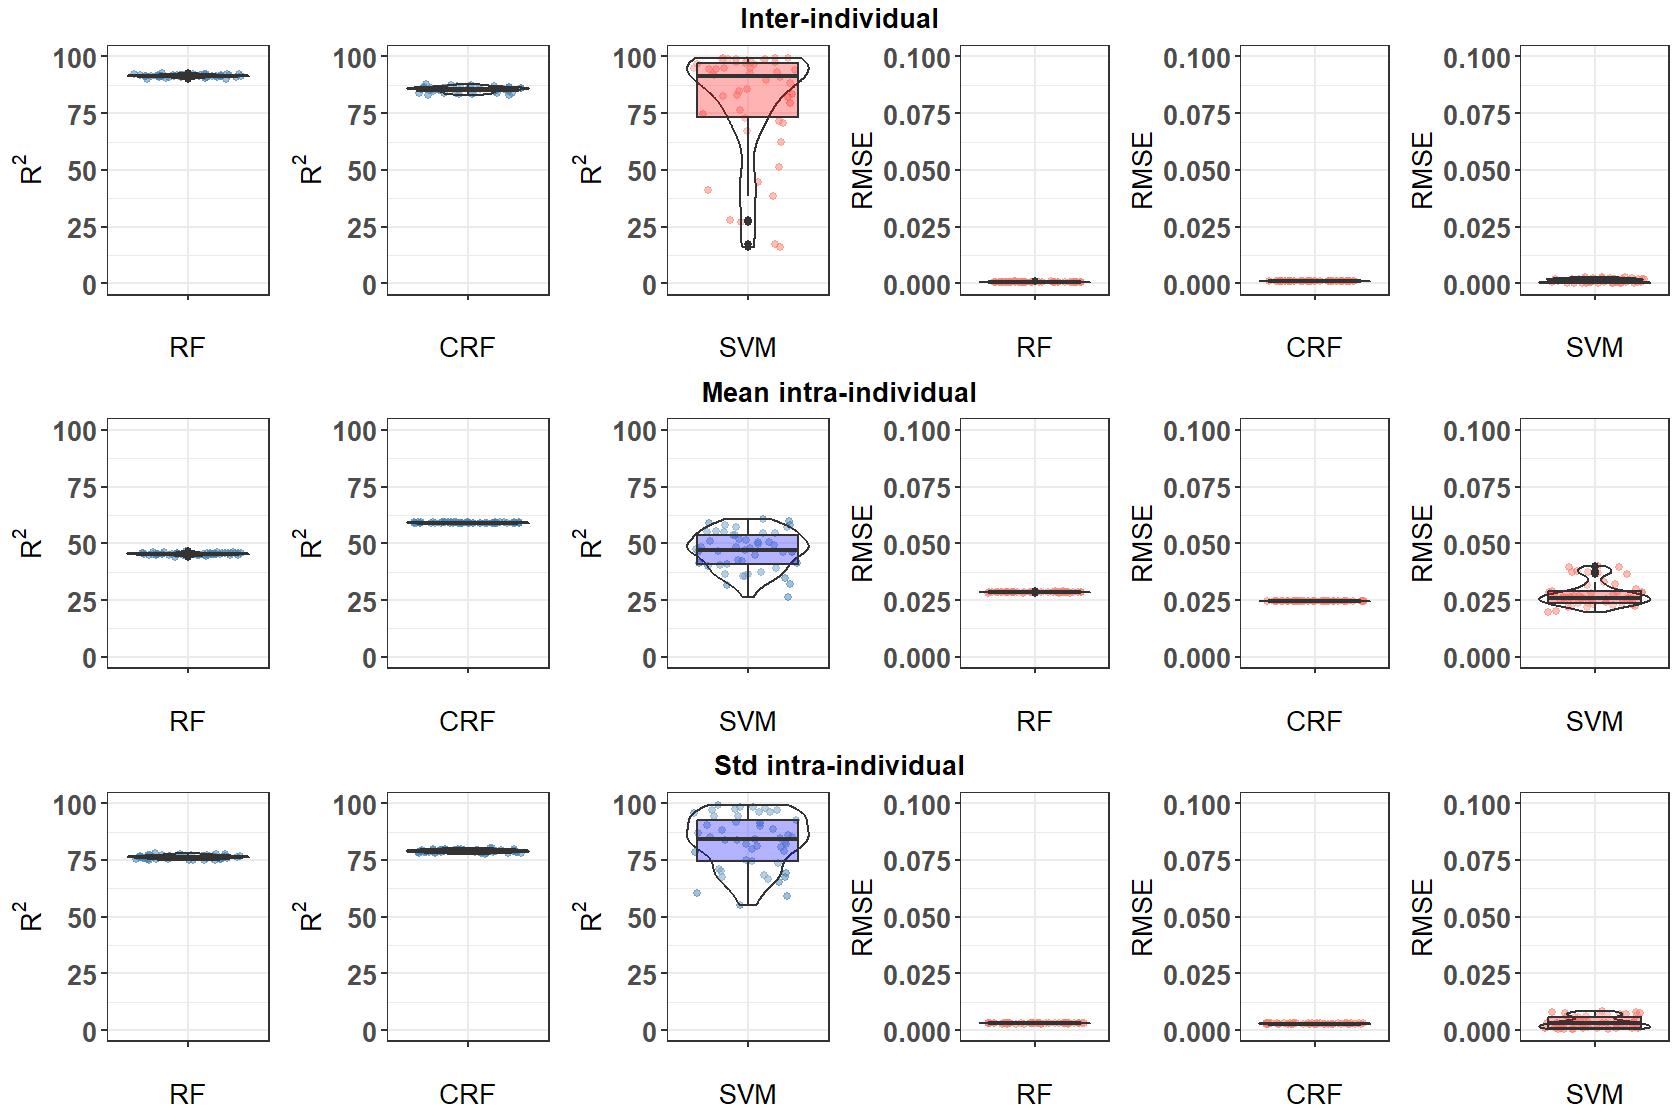 Inter-individual
100 100 100 0.100 0.100 0.100
75 75 75 0.075 0.075 0.075
R² R² R² RMSE RMSE RMSE
50 50 50 0.050 0.050 0.050
25 25 25 0.025 0.025 0.025
0 0 0 0.000 0.000 0.000
RF CRF SVM RF CRF SVM
Mean intra-individual
100 100 100 0.100 0.100 0.100
75 75 75 0.075 0.075 0.075
R² R² R² RMSE RMSE RMSE
50 50 50 0.050 0.050 0.050
25 25 25 0.025 0.025 0.025
0 0 0 0.000 0.000 0.000
RF CRF SVM RF CRF SVM
Std intra-individual
100 100 100 0.100 0.100 0.100
75 75 75 0.075 0.075 0.075
R² R² R² RMSE RMSE RMSE
50 50 50 0.050 0.050 0.050
25 25 25 0.025 0.025 0.025
0 0 0 0.000 0.000 0.000
RF CRF SVM RF CRF SVM